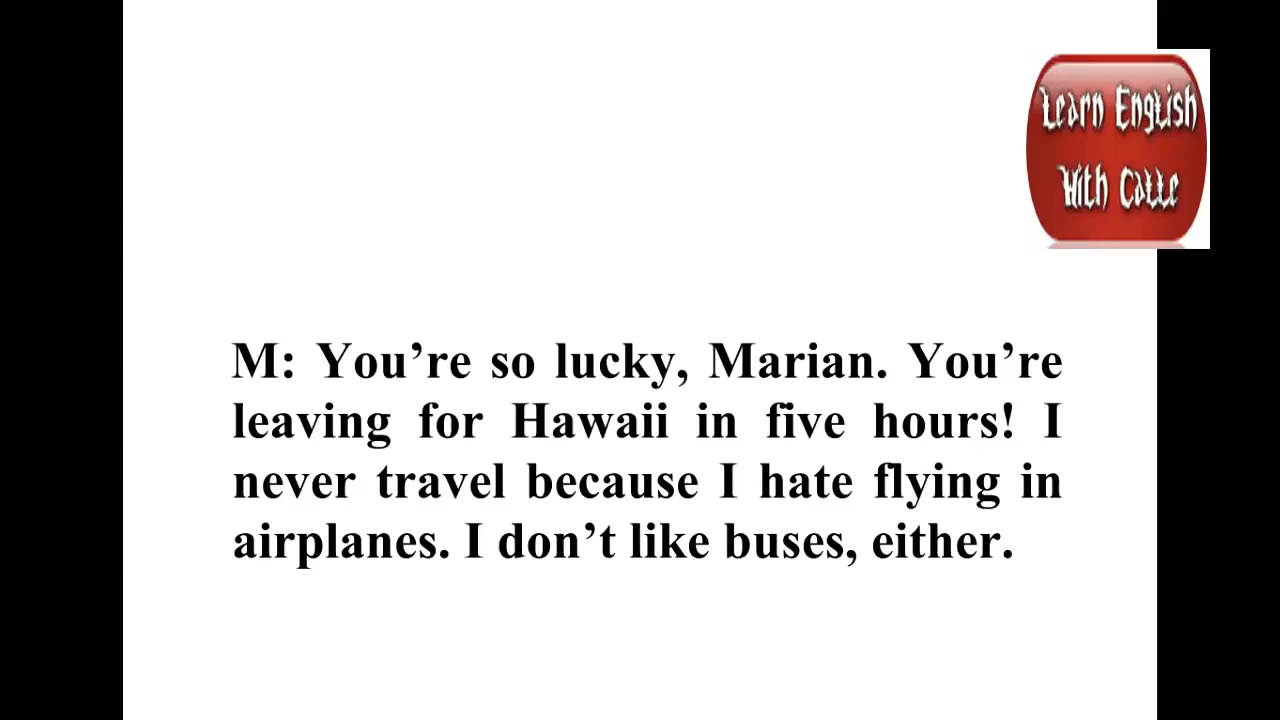 Learn English
With Calle
M: You’re so lucky, Marian. You’re
leaving for Hawaii in five hours! I
never travel because I hate flying in
airplanes. I don’t like buses, either.